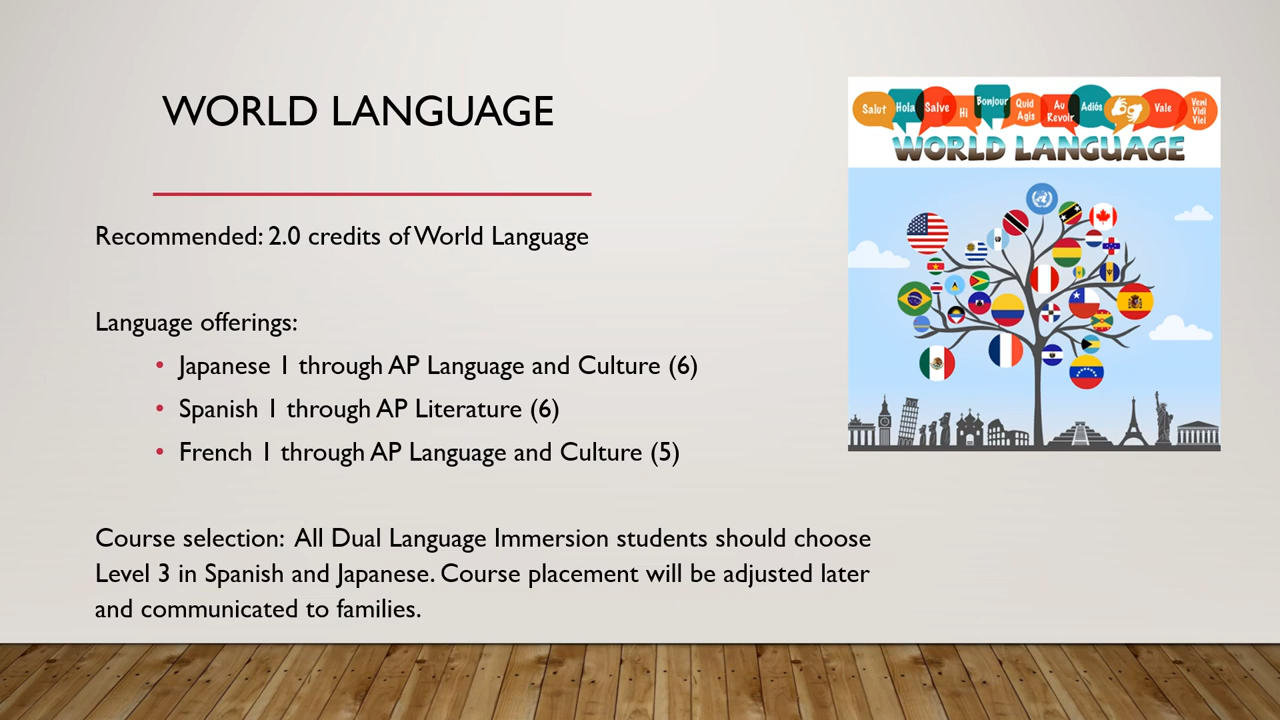 WORLD LANGUAGE
Recommended: 2.0 credits of World Language
Language offerings:
• Japanese 1 through AP Language and Culture (6)
• Spanish 1 through AP Literature (6)
• French 1 through AP Language and Culture (5)
Course selection: All Dual Language Immersion students should choose
Level 3 in Spanish and Japanese. Course placement will be adjusted later
and communicated to families.
Salut
Hola
Salve
HI
Bonjour
Quid
Agis
Au
Revoir
Adiós
Vale
Veni
Vidi
Vici
WORLD LANGUAGE